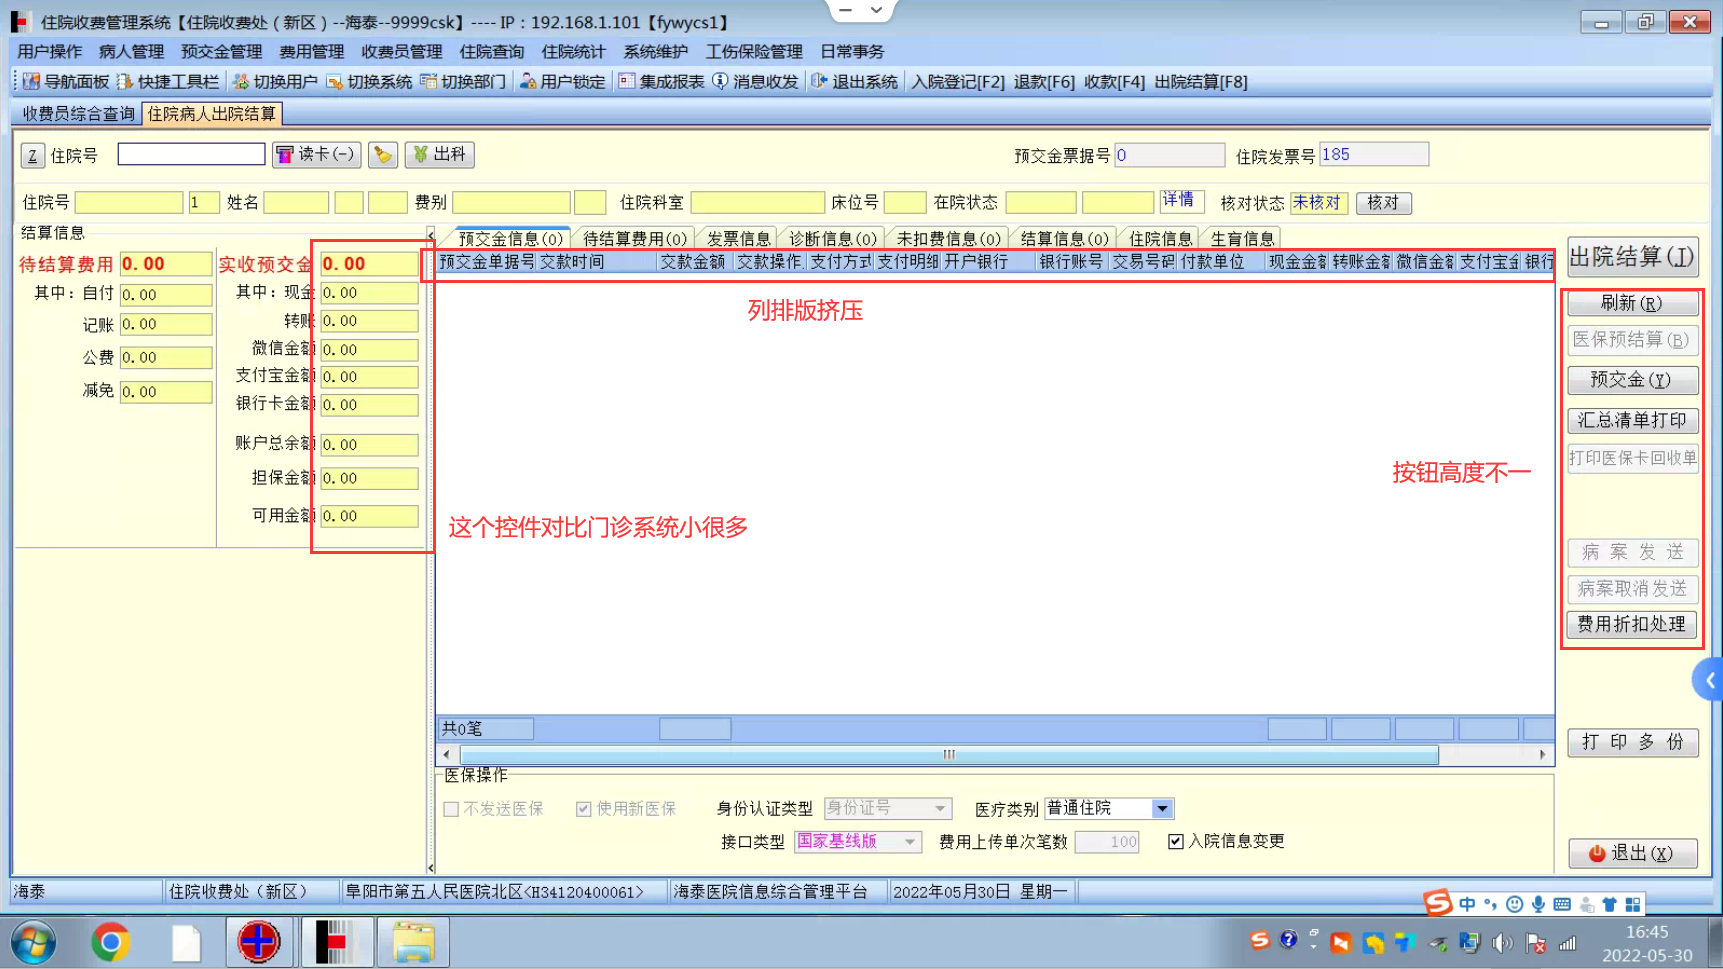 住院收费管理系统【住院收费处（新区）--海泰--9999csk】---- IP：192.168.1.101【fywycs1】
用户操作 病人管理 预交金管理 费用管理 收费员管理 住院查询 住院统计 系统维护 工伤保险管理 日常事务
导航面板 快捷工具栏 切换用户 切换系统 切换部门 用户锁定 集成报表 消息收发 退出系统 入院登记[F2] 退款[F6] 收款[F4] 出院结算[F8]
收费员综合查询 住院病人出院结算
Z 住院号 读卡(-) 出科 预交金票据号 0 住院发票号 185
住院号 1 姓名 费别 住院科室 床位号 在院状态 详情 核对状态 未核对 核对
结算信息
预交金信息(0) 待结算费用(0) 发票信息 诊断信息(0) 未扣费信息(0) 结算信息(0) 住院信息 生育信息
出院结算(J)
待结算费用 0.00 实收预交金 0.00
预交金单据号 交款时间 交款金额 交款操作 支付方式 支付明细 开户银行 银行账号 交易号码 付款单位 现金金额 转账金额 微信金额 支付宝金 银行
其中：自付 0.00 其中：现金 0.00
列排版挤压
刷新(R)
记账 0.00 转账 0.00
医保预结算(B)
公费 0.00 微信金额 0.00
减免 0.00 支付宝金额 0.00
预交金(Y)
银行卡金额 0.00
汇总清单打印
账户总余额 0.00
打印医保卡回收单
按钮高度不一
担保金额 0.00
可用金额 0.00
这个控件对比门诊系统小很多
病 案 发 送
病案取消发送
费用折扣处理
共0笔
打 印 多 份
医保操作
不发送医保 使用新医保 身份认证类型 身份证号 医疗类别 普通住院
接口类型 国家基线版 费用上传单次笔数 100 入院信息变更
退出(X)
海泰 住院收费处（新区） 阜阳市第五人民医院北区<H34120400061> 海泰医院信息综合管理平台 2022年05月30日 星期一
中
16:45
2022-05-30